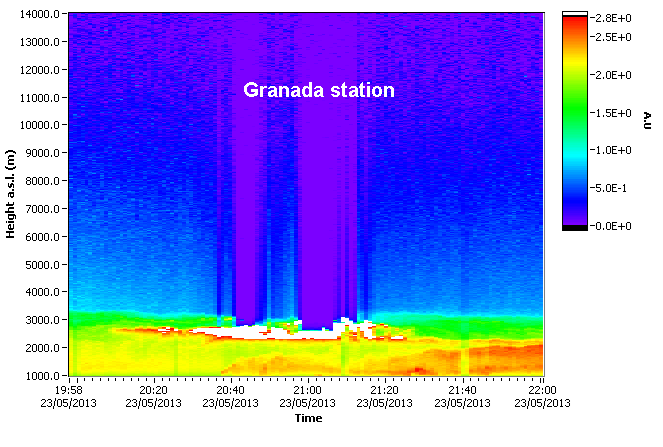 14000.0
13000.0
12000.0
11000.0
10000.0
9000.0
8000.0
7000.0
6000.0
5000.0
4000.0
3000.0
2000.0
1000.0
Height a.s.l. (m)
Granada station
19:58 20:20 20:40 21:00 21:20 21:40 22:00
23/05/2013 23/05/2013 23/05/2013 23/05/2013 23/05/2013 23/05/2013
Time
2.8E+0
2.5E+0
2.0E+0
1.5E+0
1.0E+0
5.0E-1
0.0E+0
A.U